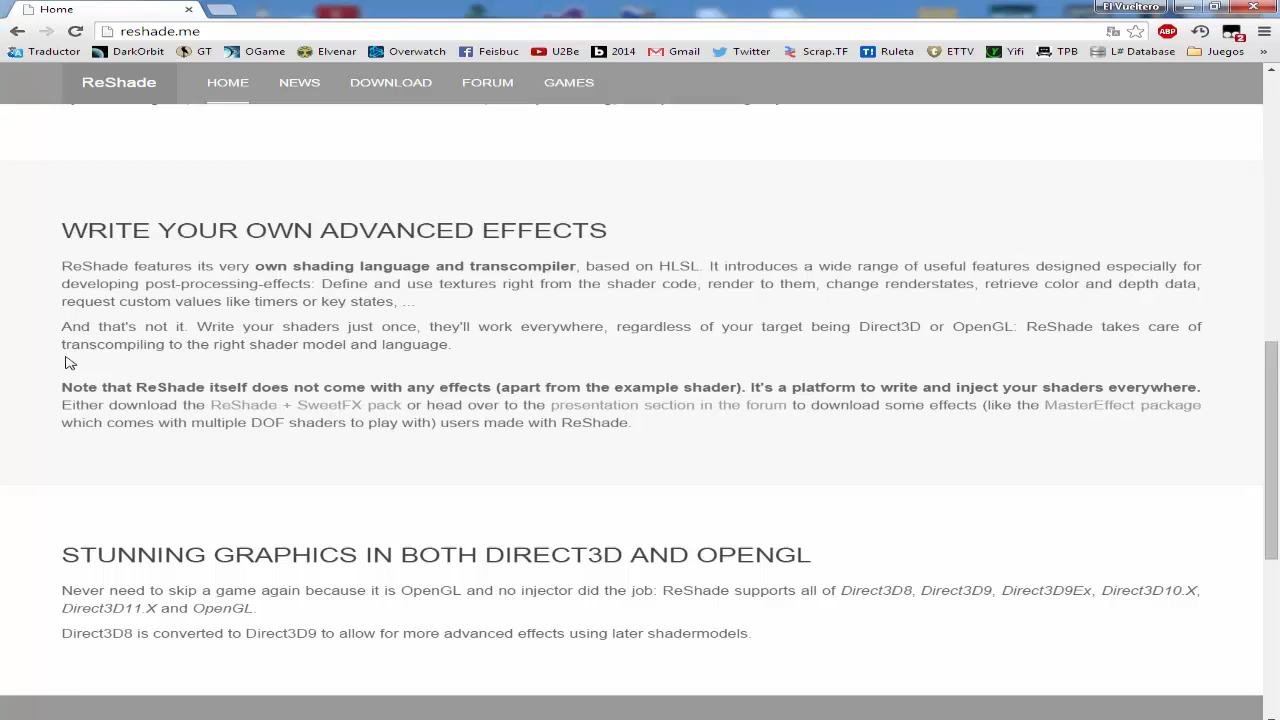 Home
El Vueltero
reshade.me
ABP
2
Traductor DarkOrbit GT OGame Elvenar Overwatch Feisbuc U2Be 2014 Gmail Twitter Scrap.TF Ruleta ETTV Yifi TPB L# Database Juegos »
ReShade HOME NEWS DOWNLOAD FORUM GAMES
WRITE YOUR OWN ADVANCED EFFECTS
ReShade features its very own shading language and transcompiler, based on HLSL. It introduces a wide range of useful features designed especially for
developing post-processing-effects: Define and use textures right from the shader code, render to them, change renderstates, retrieve color and depth data,
request custom values like timers or key states, ...
And that's not it. Write your shaders just once, they'll work everywhere, regardless of your target being Direct3D or OpenGL: ReShade takes care of
transcompiling to the right shader model and language.
Note that ReShade itself does not come with any effects (apart from the example shader). It's a platform to write and inject your shaders everywhere.
Either download the ReShade + SweetFX pack or head over to the presentation section in the forum to download some effects (like the MasterEffect package
which comes with multiple DOF shaders to play with) users made with ReShade.
STUNNING GRAPHICS IN BOTH DIRECT3D AND OPENGL
Never need to skip a game again because it is OpenGL and no injector did the job: ReShade supports all of Direct3D8, Direct3D9, Direct3D9Ex, Direct3D10.X,
Direct3D11.X and OpenGL.
Direct3D8 is converted to Direct3D9 to allow for more advanced effects using later shadermodels.